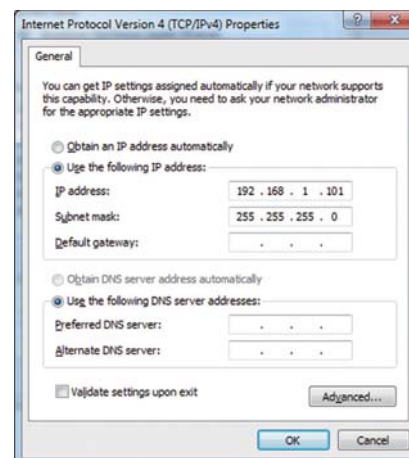 Internet Protocol Version 4 (TCP/IPv4) Properties
General
You can get IP settings assigned automatically if your network supports
this capability. Otherwise, you need to ask your network administrator
for the appropriate IP settings.
Obtain an IP address automatically
Use the following IP address:
IP address: 192 . 168 . 1 . 101
Subnet mask: 255 . 255 . 255 . 0
Default gateway: . . .
Obtain DNS server address automatically
Use the following DNS server addresses:
Preferred DNS server: . . .
Alternate DNS server: . . .
Validate settings upon exit
Advanced...
OK Cancel